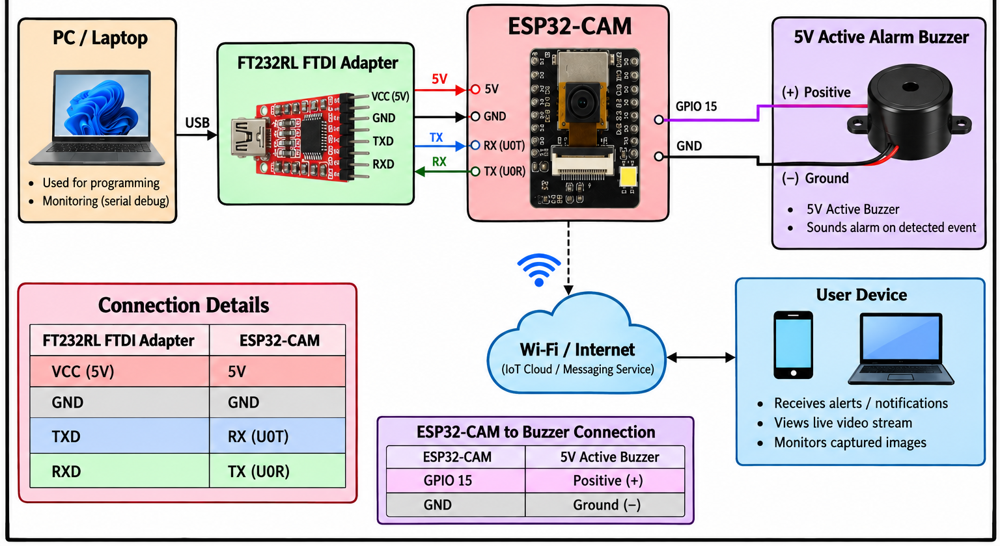 PC / Laptop
Used for programming
Monitoring (serial debug)
USB
FT232RL FTDI Adapter
VCC (5V)
GND
TXD
RXD
5V
TX
RX
ESP32-CAM
5V
GND
RX (U0T)
TX (U0R)
GPIO 15
GND
5V Active Alarm Buzzer
(+) Positive
(−) Ground
5V Active Buzzer
Sounds alarm on detected event
Connection Details
FT232RL FTDI Adapter ESP32-CAM
VCC (5V) 5V
GND GND
TXD RX (U0T)
RXD TX (U0R)
Wi-Fi / Internet
(IoT Cloud / Messaging Service)
User Device
Receives alerts / notifications
Views live video stream
Monitors captured images
ESP32-CAM to Buzzer Connection
ESP32-CAM 5V Active Buzzer
GPIO 15 Positive (+)
GND Ground (−)